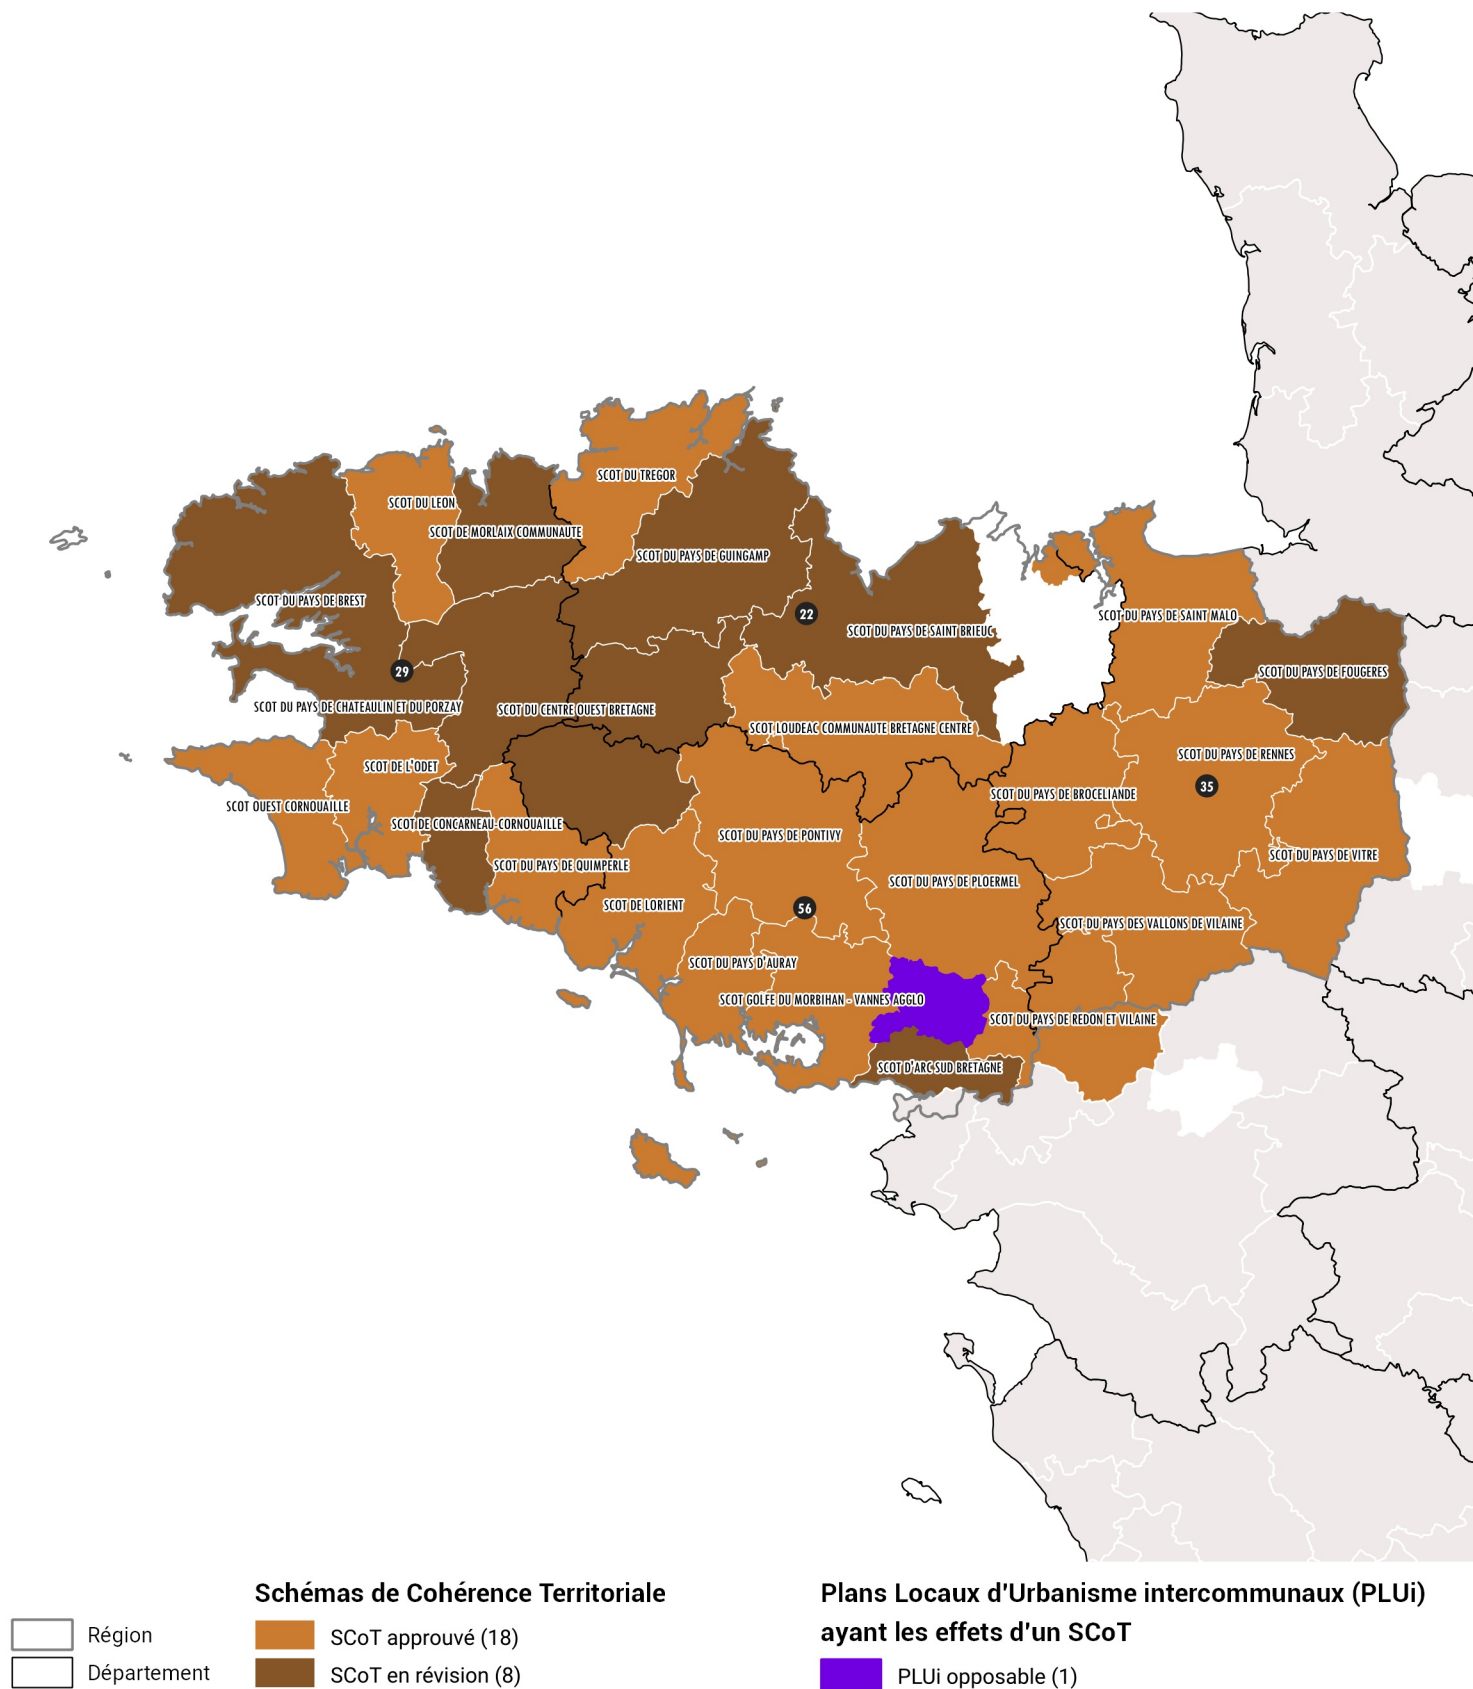 SCOT DU TREGOR
SCOT DU LEON
SCOT DE MORLAIX COMMUNAUTE
SCOT DU PAYS DE GUINGAMP
SCOT DU PAYS DE BREST
22
SCOT DU PAYS DE SAINT MALO
SCOT DU PAYS DE SAINT BRIEUC
29
SCOT DU PAYS DE FOUGERES
SCOT DU PAYS DE CHATEAULIN ET DU PORZAY
SCOT DU CENTRE OUEST BRETAGNE
SCOT LOUDEAC COMMUNAUTE BRETAGNE CENTRE
SCOT DU PAYS DE RENNES
SCOT DE L'ODET
35
SCOT DU PAYS DE BROCELIANDE
SCOT OUEST CORNOUAILLE
SCOT DE CONCARNEAU-CORNOUAILLE
SCOT DU PAYS DE PONTIVY
SCOT DU PAYS DE VITRE
SCOT DU PAYS DE QUIMPERLE
SCOT DU PAYS DE PLOERMEL
SCOT DE LORIENT
56
SCOT DU PAYS DES VALLONS DE VILAINE
SCOT DU PAYS D'AURAY
SCOT GOLFE DU MORBIHAN - VANNES AGGLO
SCOT DU PAYS DE REDON ET VILAINE
SCOT D'ARC SUD BRETAGNE
Région
Département
Schémas de Cohérence Territoriale
SCoT approuvé (18)
SCoT en révision (8)
Plans Locaux d'Urbanisme intercommunaux (PLUi)
ayant les effets d'un SCoT
PLUi opposable (1)